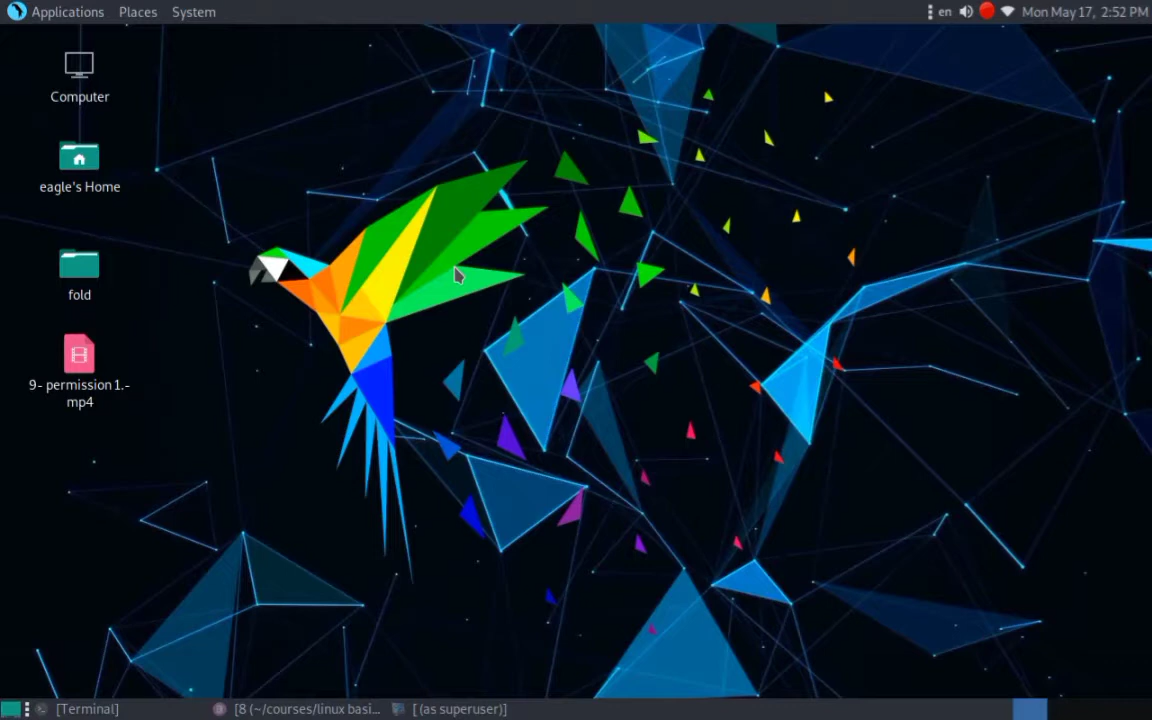 Applications Places System
en Mon May 17, 2:52 PM
Computer
eagle's Home
fold
9- permission 1.-
mp4
[Terminal] [8 (~/courses/linux basi... [ (as superuser)]